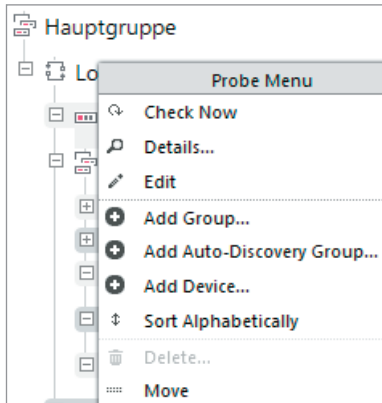 Hauptgruppe
Lo
Probe Menu
Check Now
Details...
Edit
Add Group...
Add Auto-Discovery Group...
Add Device...
Sort Alphabetically
Delete...
Move